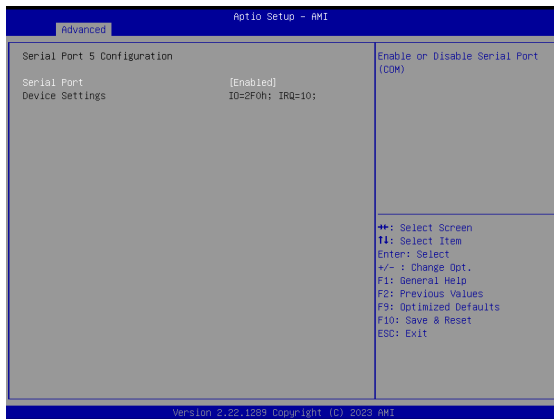 Aptio Setup - AMI
Advanced
Serial Port 5 Configuration
Serial Port [Enabled]
Device Settings IO=2F0h; IRQ=10;
Enable or Disable Serial Port
(COM)
→←: Select Screen
↑↓: Select Item
Enter: Select
+/- : Change Opt.
F1: General Help
F2: Previous Values
F9: Optimized Defaults
F10: Save & Reset
ESC: Exit
Version 2.22.1289 Copyright (C) 2023 AMI